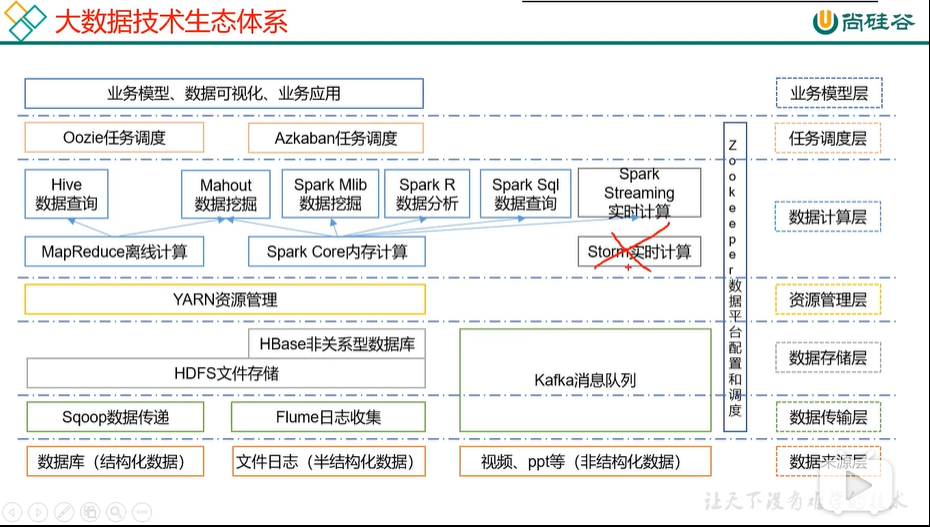 大数据技术生态体系
尚硅谷
业务模型、数据可视化、业务应用
业务模型层
Oozie任务调度
Azkaban任务调度
任务调度层
Hive
数据查询
Mahout
数据挖掘
Spark Mlib
数据挖掘
Spark R
数据分析
Spark Sql
数据查询
Spark
Streaming
实时计算
数据计算层
MapReduce离线计算
Spark Core内存计算
Storm实时计算
Zookeeper数据平台配置和调度
YARN资源管理
资源管理层
HBase非关系型数据库
HDFS文件存储
Kafka消息队列
数据存储层
Sqoop数据传递
Flume日志收集
数据传输层
数据库（结构化数据）
文件日志（半结构化数据）
视频、ppt等（非结构化数据）
数据来源层
让天下没有难学的技术